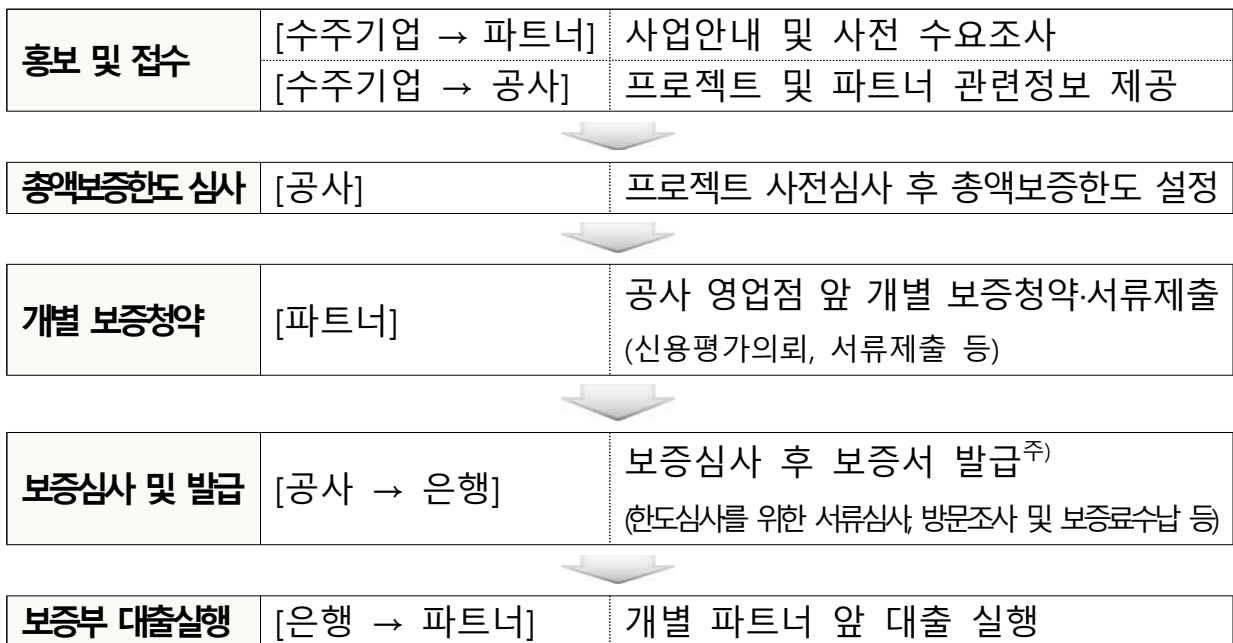 홍보 및 접수
[수주기업 → 파트너] 사업안내 및 사전 수요조사
[수주기업 → 공사] 프로젝트 및 파트너 관련정보 제공
총액보증한도 심사 [공사] 프로젝트 사전심사 후 총액보증한도 설정
개별 보증청약 [파트너]
공사 영업점 앞 개별 보증청약·서류제출
(신용평가의뢰, 서류제출 등)
보증심사 및 발급 [공사 → 은행]
보증심사 후 보증서 발급주)
(한도심사를 위한 서류심사, 방문조사 및 보증료수납 등)
보증부 대출실행 [은행 → 파트너] 개별 파트너 앞 대출 실행